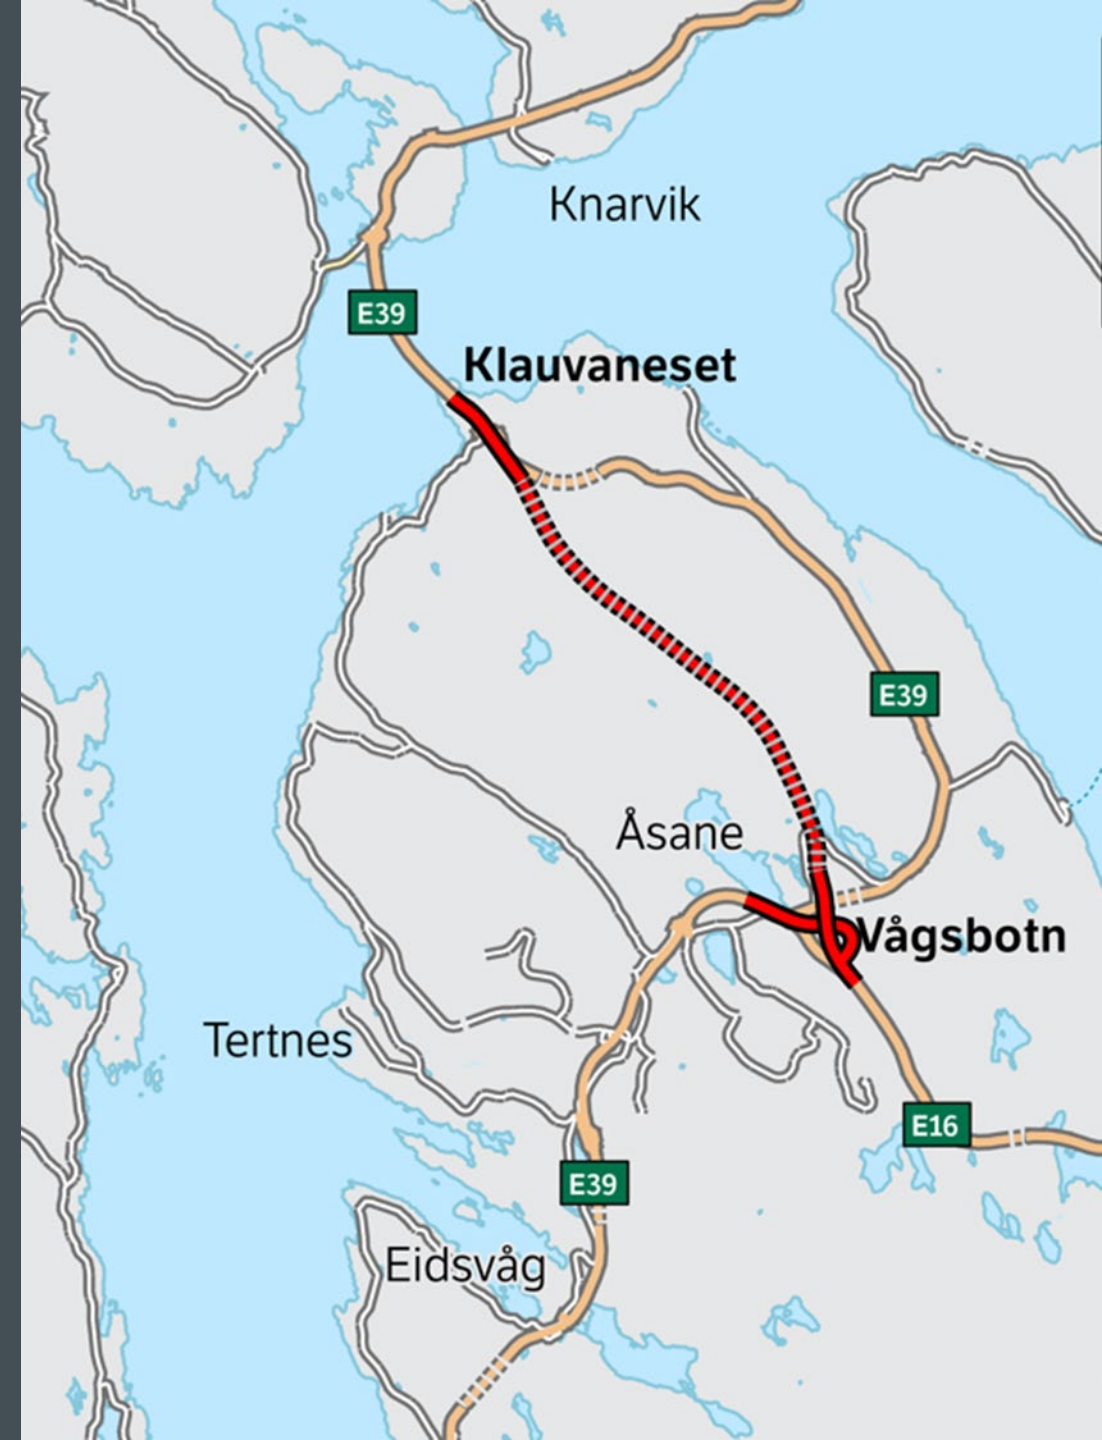 Knarvik
E39
Klauvaneset
E39
Åsane
Vågsbotn
Tertnes
E16
E39
Eidsvåg